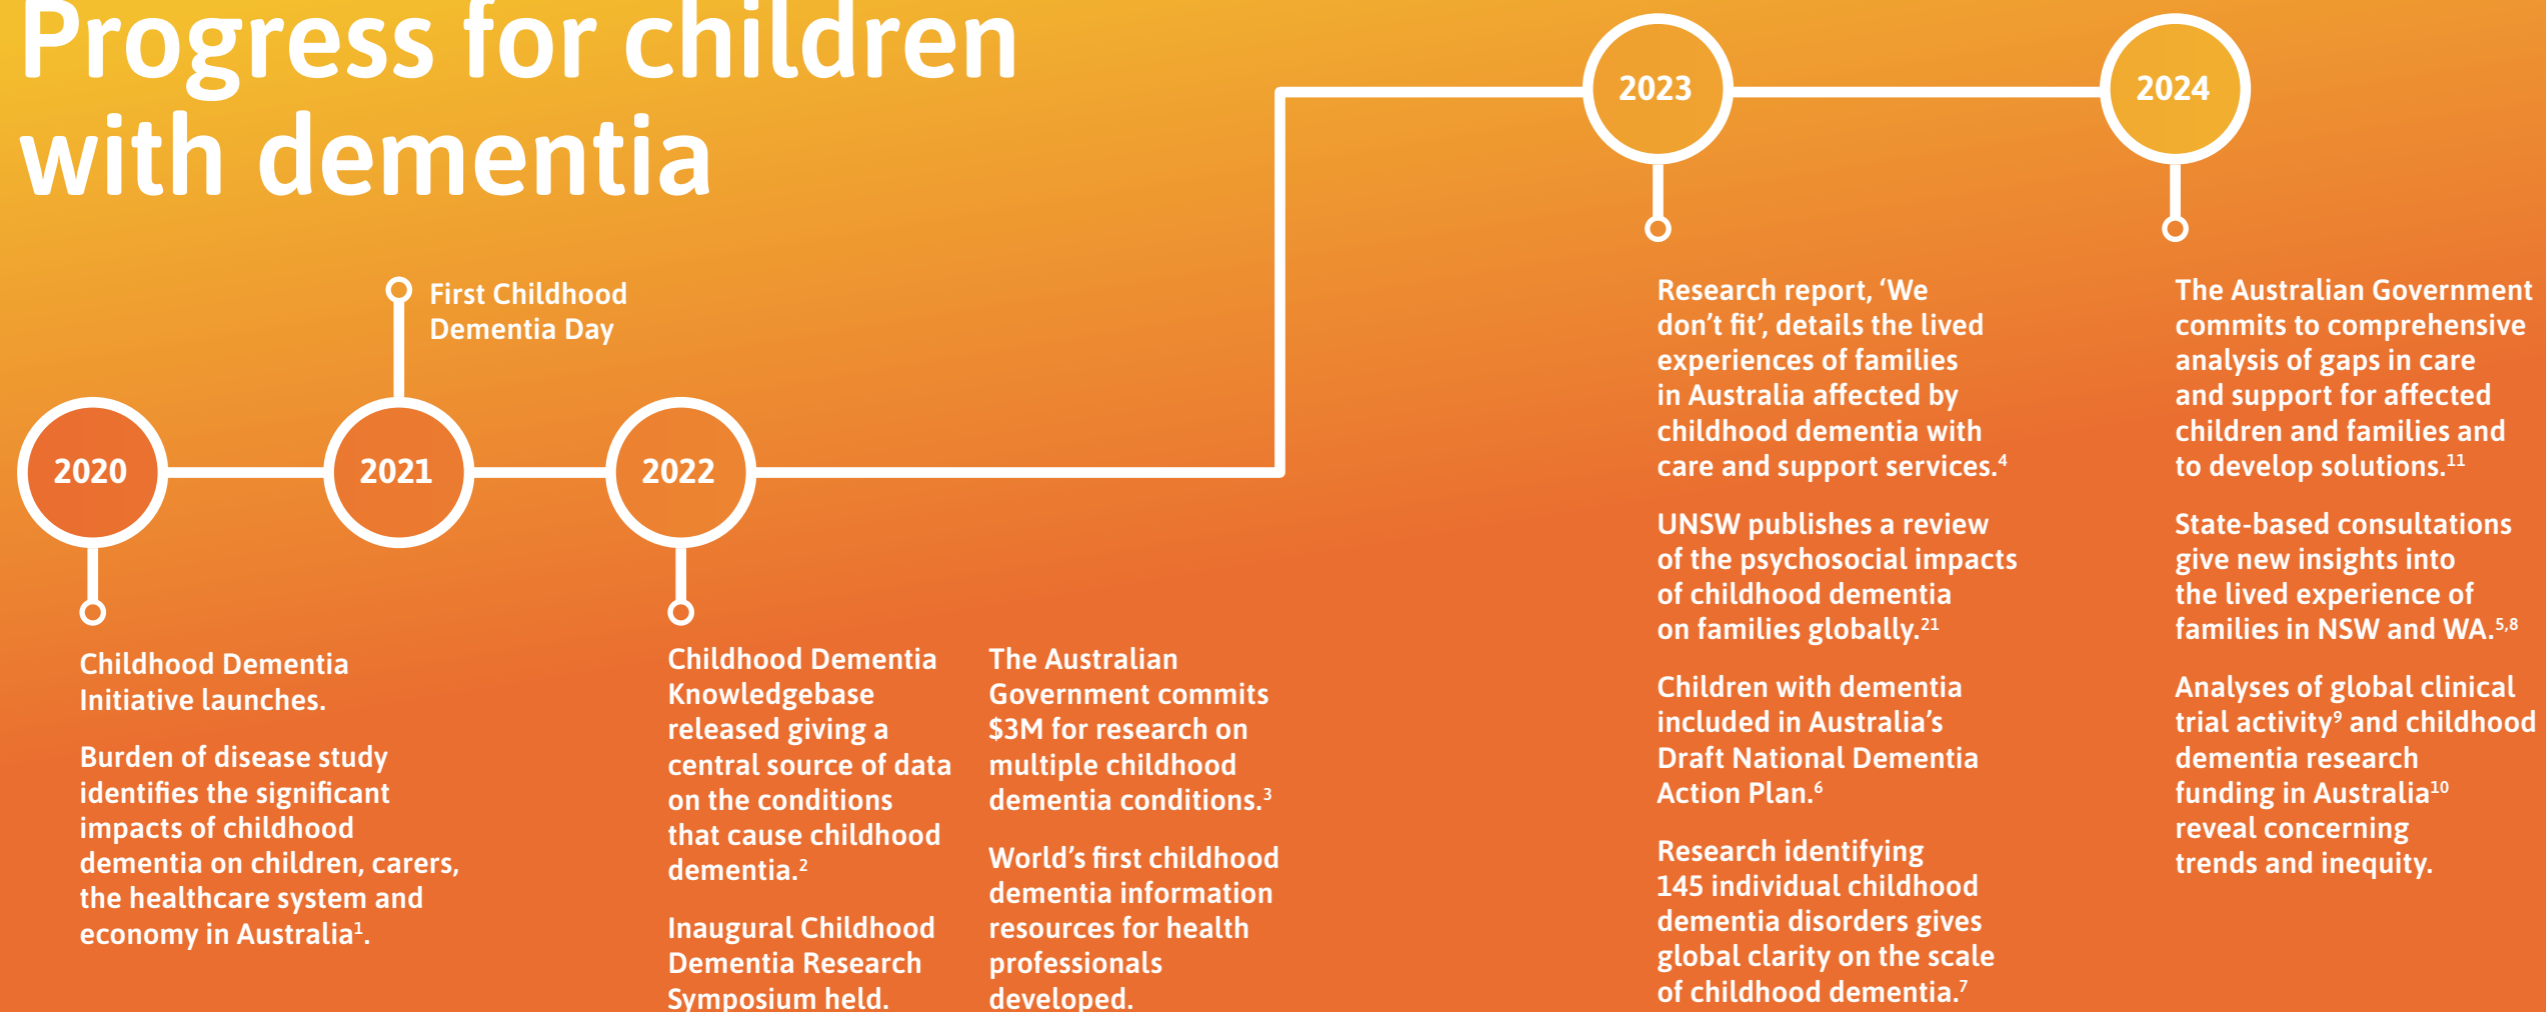 Progress for children
with dementia
2020
Childhood Dementia
Initiative launches.
Burden of disease study
identifies the significant
impacts of childhood
dementia on children, carers,
the healthcare system and
economy in Australia¹.
2021
First Childhood
Dementia Day
2022
Childhood Dementia
Knowledgebase
released giving a
central source of data
on the conditions
that cause childhood
dementia.²
Inaugural Childhood
Dementia Research
Symposium held.
The Australian
Government commits
$3M for research on
multiple childhood
dementia conditions.³
World’s first childhood
dementia information
resources for health
professionals
developed.
2023
Research report, ‘We
don’t fit’, details the lived
experiences of families
in Australia affected by
childhood dementia with
care and support services.⁴
UNSW publishes a review
of the psychosocial impacts
of childhood dementia
on families globally.²¹
Children with dementia
included in Australia’s
Draft National Dementia
Action Plan.⁶
Research identifying
145 individual childhood
dementia disorders gives
global clarity on the scale
of childhood dementia.⁷
2024
The Australian Government
commits to comprehensive
analysis of gaps in care
and support for affected
children and families and
to develop solutions.¹¹
State-based consultations
give new insights into
the lived experience of
families in NSW and WA.⁵,⁸
Analyses of global clinical
trial activity⁹ and childhood
dementia research
funding in Australia¹⁰
reveal concerning
trends and inequity.